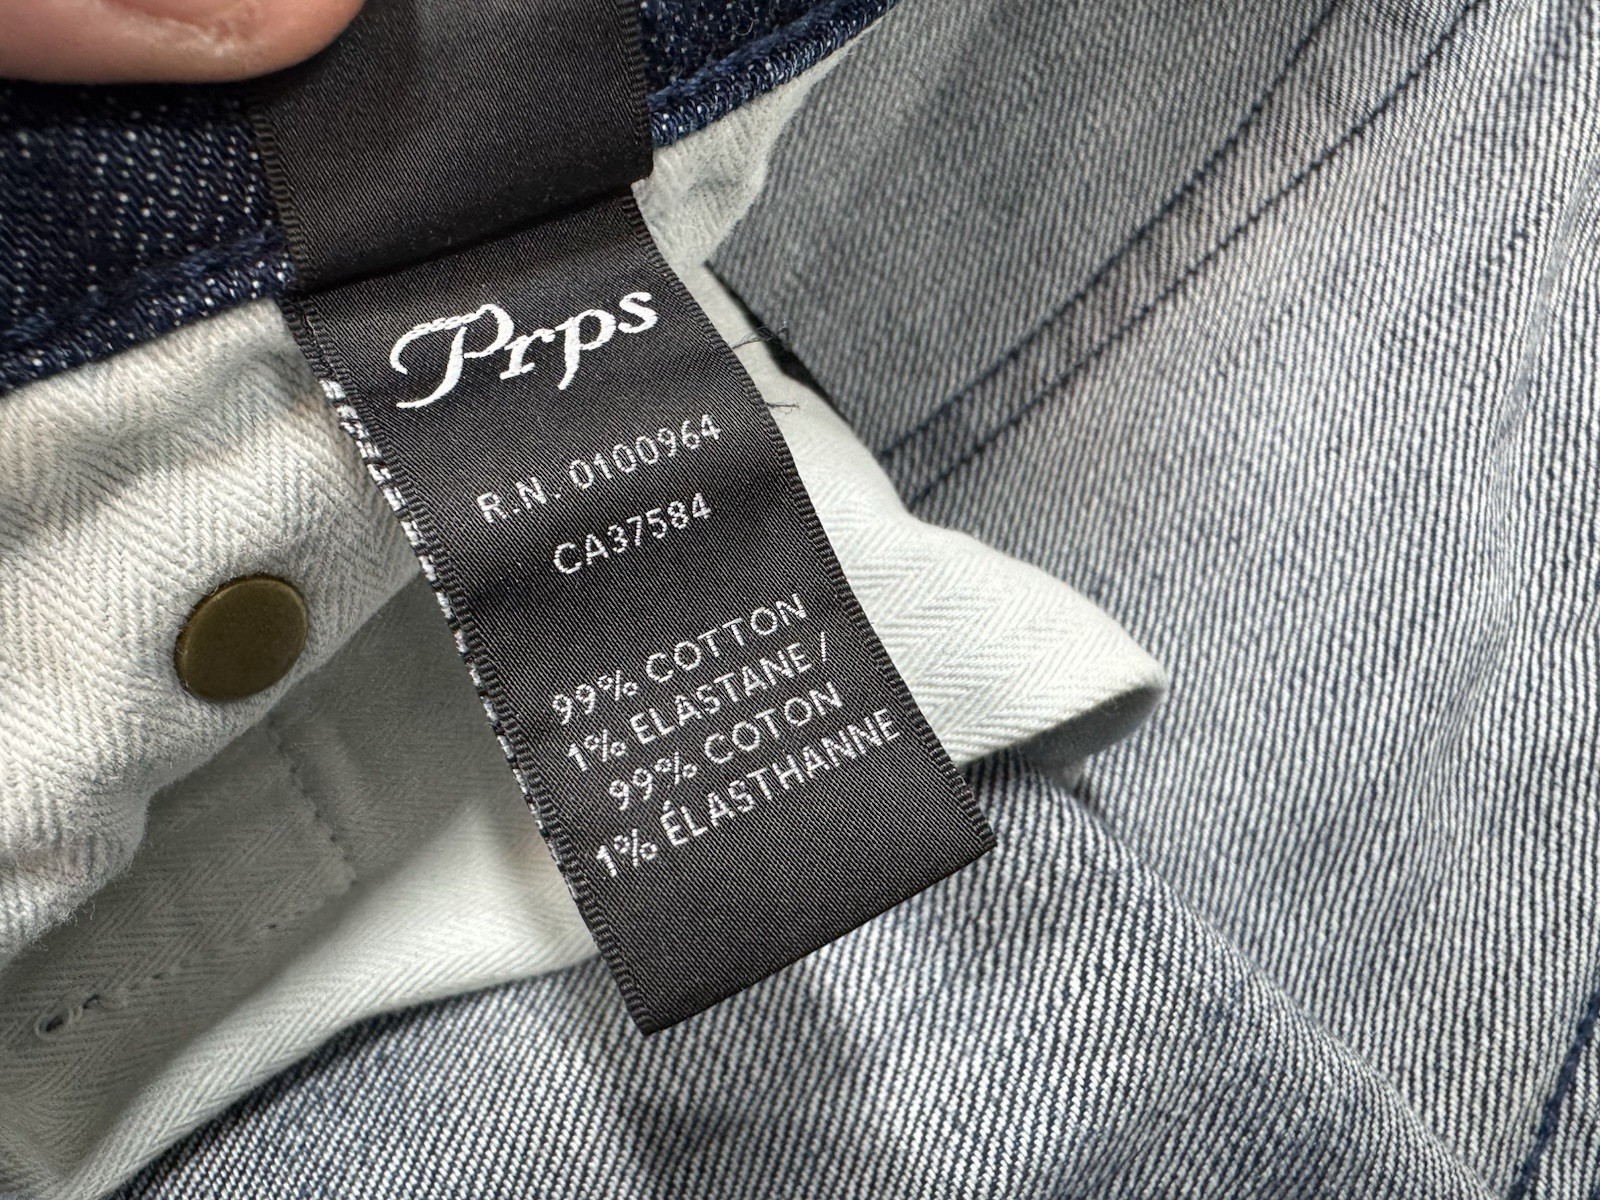 Prps
R.N. 0100964
CA37584
99% COTTON
1% ELASTANE/
99% COTON
1% ÉLASTHANNE